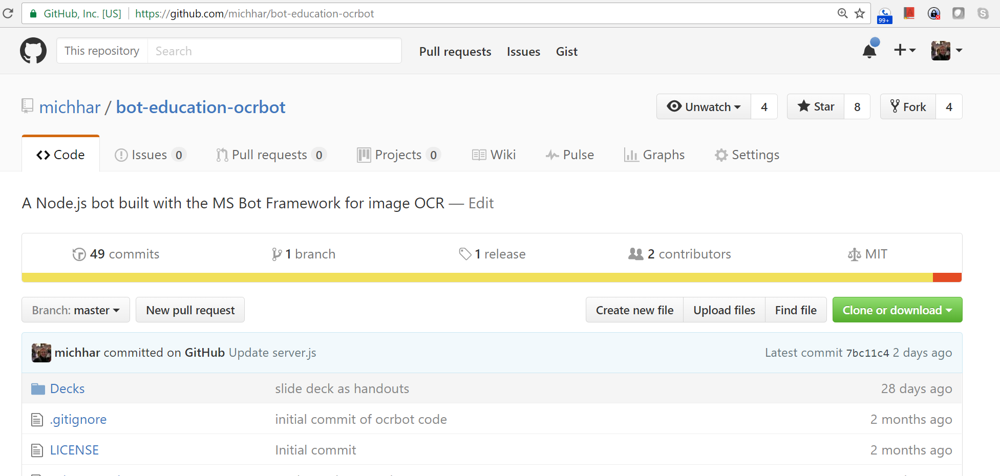 GitHub, Inc. [US] https://github.com/michhar/bot-education-ocrbot
99+
A
S
This repository Search Pull requests Issues Gist
michhar / bot-education-ocrbot Unwatch 4 Star 8 Fork 4
Code Issues 0 Pull requests 0 Projects 0 Wiki Pulse Graphs Settings
A Node.js bot built with the MS Bot Framework for image OCR — Edit
49 commits 1 branch 1 release 2 contributors MIT
Branch: master New pull request Create new file Upload files Find file Clone or download
michhar committed on GitHub Update server.js Latest commit 7bc11c4 2 days ago
Decks slide deck as handouts 28 days ago
.gitignore initial commit of ocrbot code 2 months ago
LICENSE Initial commit 2 months ago